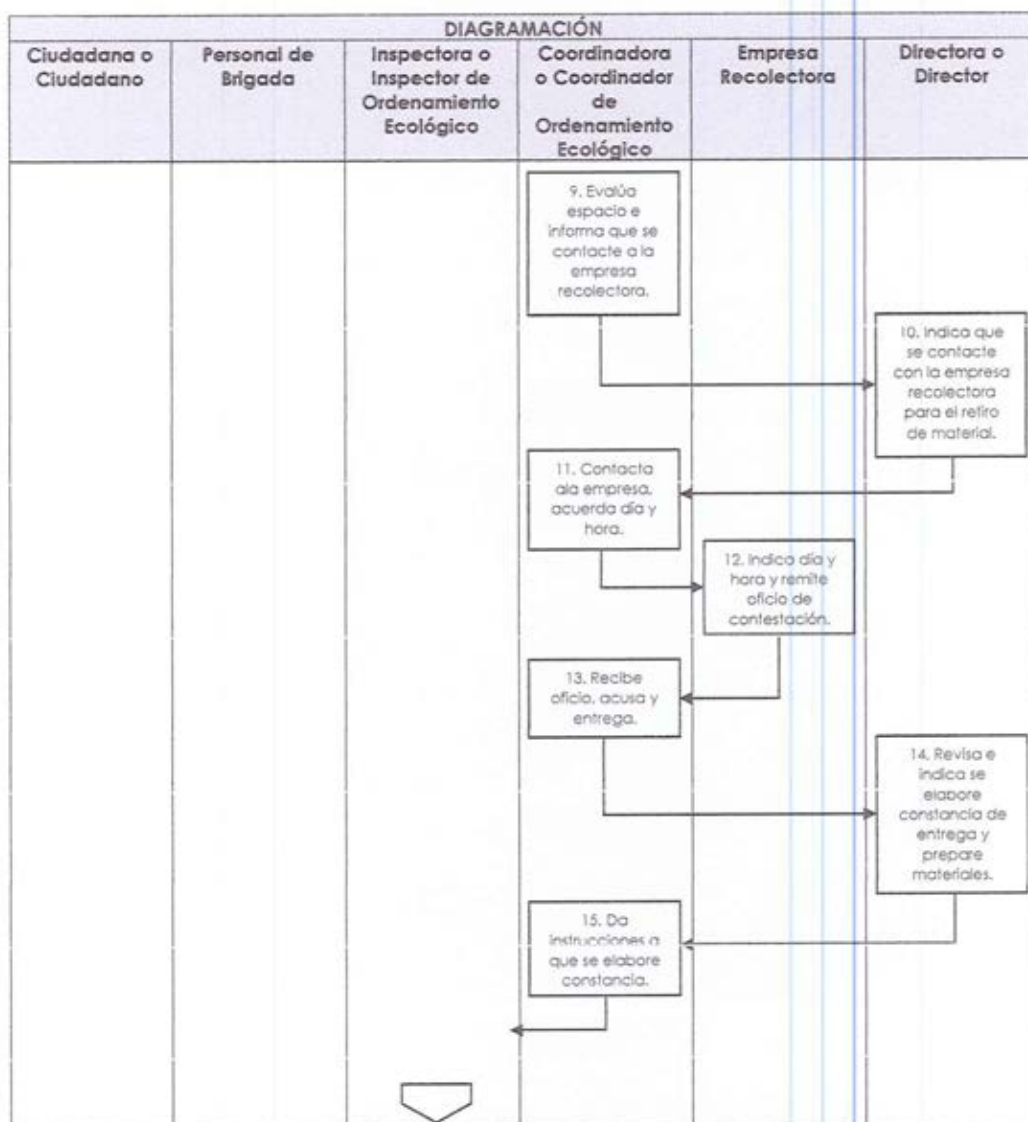 DIAGRAMACIÓN
Ciudadana o
Ciudadano
Personal de
Brigada
Inspectora o
Inspector de
Ordenamiento
Ecológico
Coordinadora
o Coordinador
de
Ordenamiento
Ecológico
Empresa
Recolectora
Directora o
Director
9. Evalúa
espacio e
informa que se
contacte a la
empresa
recolectora.
10. Indica que
se contacte
con la empresa
recolectora
para el retiro
de material.
11. Contacta
ala empresa,
acuerda día y
hora.
12. Indica día y
hora y remite
oficio de
contestación.
13. Recibe
oficio, acusa y
entrega.
14. Revisa e
indica se
elabore
constancia de
entrega y
prepare
materiales.
15. Da
instrucciones a
que se elabore
constancia.